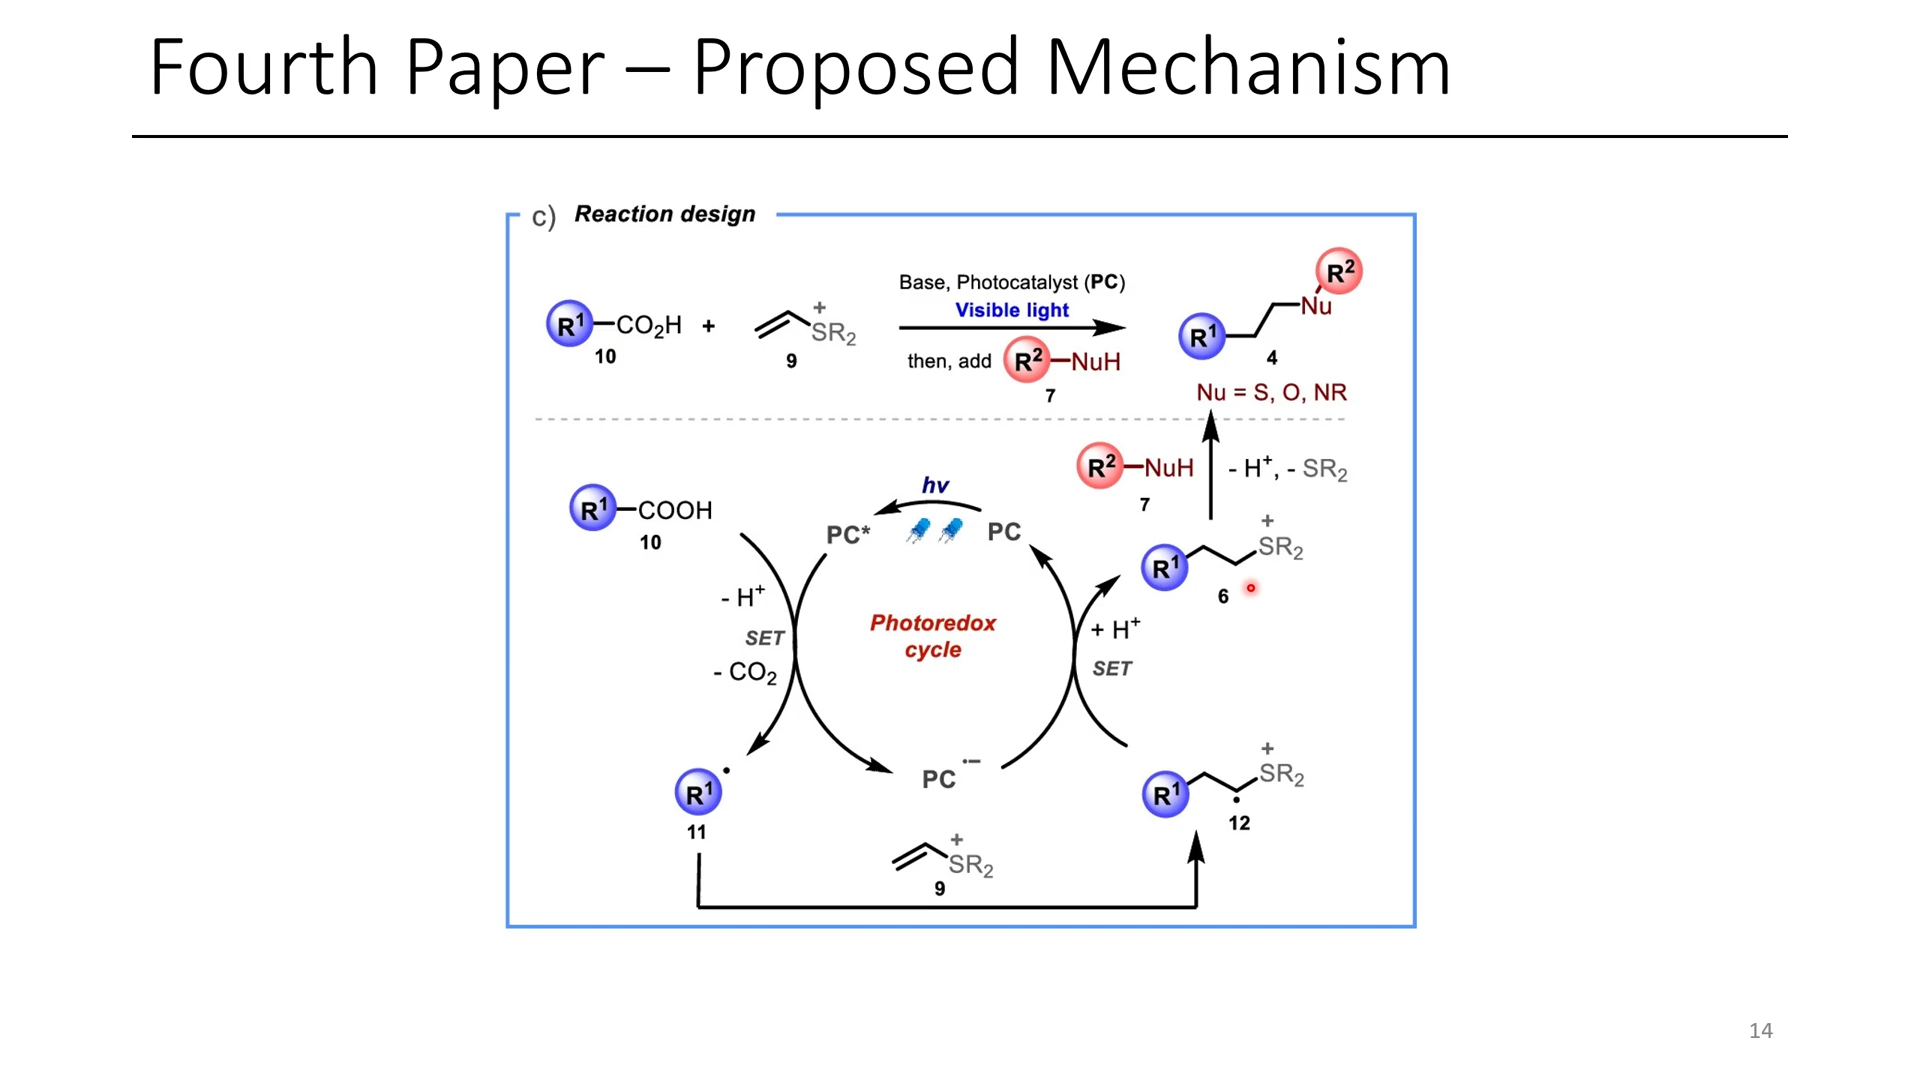 Fourth Paper – Proposed Mechanism
c) Reaction design
R¹–CO₂H + SR₂ +
10
9
Base, Photocatalyst (PC)
Visible light
then, add R²–NuH
7
R²
Nu
R¹
4
Nu = S, O, NR
R²–NuH
7
- H⁺, - SR₂
R¹–COOH
10
hv
PC*
PC
R¹
+
SR₂
6
- H⁺
SET
- CO₂
Photoredox
cycle
+ H⁺
SET
R¹ •
11
PC •–
R¹
+
SR₂
•
12
+
SR₂
9
14